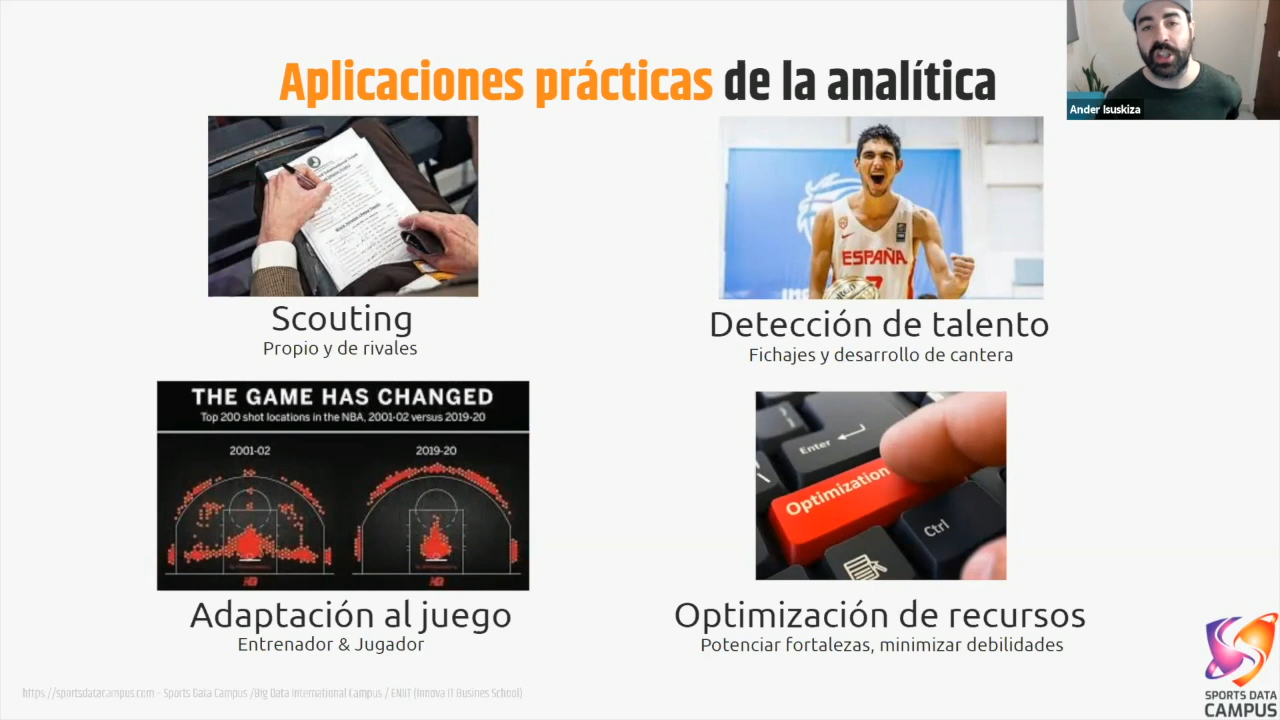 Aplicaciones prácticas de la analítica
Ander Isuskiza
Scouting
Propio y de rivales
ESPAÑA
7
Detección de talento
Fichajes y desarrollo de cantera
THE GAME HAS CHANGED
Top 200 shot locations in the NBA, 2001-02 versus 2019-20
2001-02
2019-20
Adaptación al juego
Entrenador & Jugador
Enter
Optimization
Ctrl
Optimización de recursos
Potenciar fortalezas, minimizar debilidades
https://sportsdatacampus.com - Sports Data Campus /Big Data International Campus / ENIIT (Innova IT Busines School)
SPORTS DATA
CAMPUS